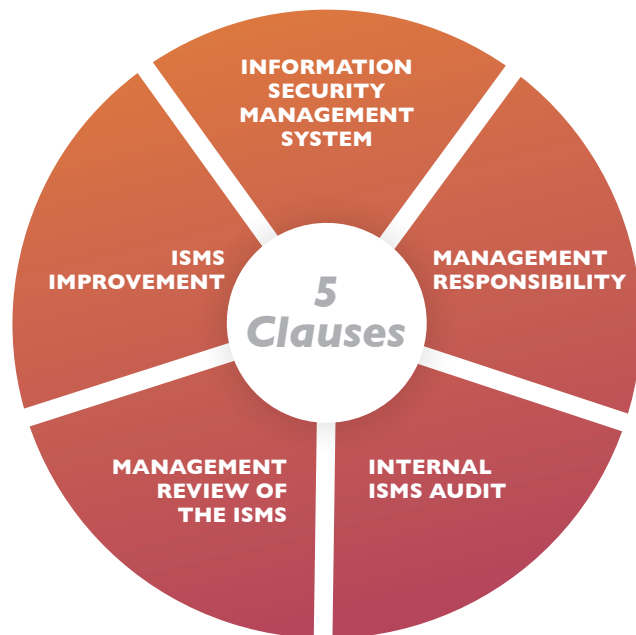 INFORMATION
SECURITY
MANAGEMENT
SYSTEM
MANAGEMENT
RESPONSIBILITY
INTERNAL
ISMS AUDIT
MANAGEMENT
REVIEW OF
THE ISMS
ISMS
IMPROVEMENT
5
Clauses